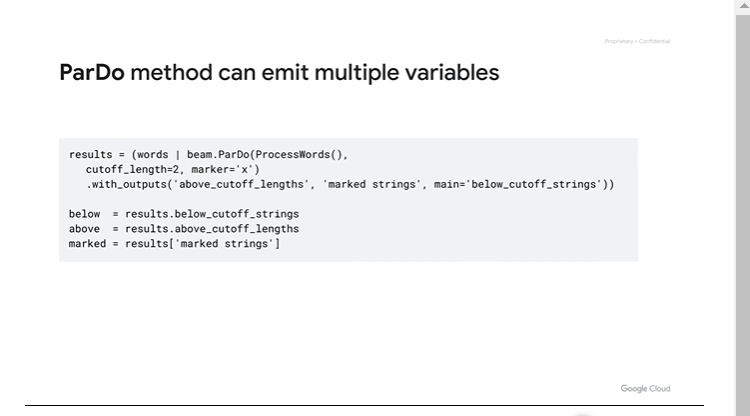 Proprietary + Confidential
ParDo method can emit multiple variables
results = (words | beam.ParDo(ProcessWords(),
cutoff_length=2, marker='x')
.with_outputs('above_cutoff_lengths', 'marked strings', main='below_cutoff_strings'))
below = results.below_cutoff_strings
above = results.above_cutoff_lengths
marked = results['marked strings']
Google Cloud